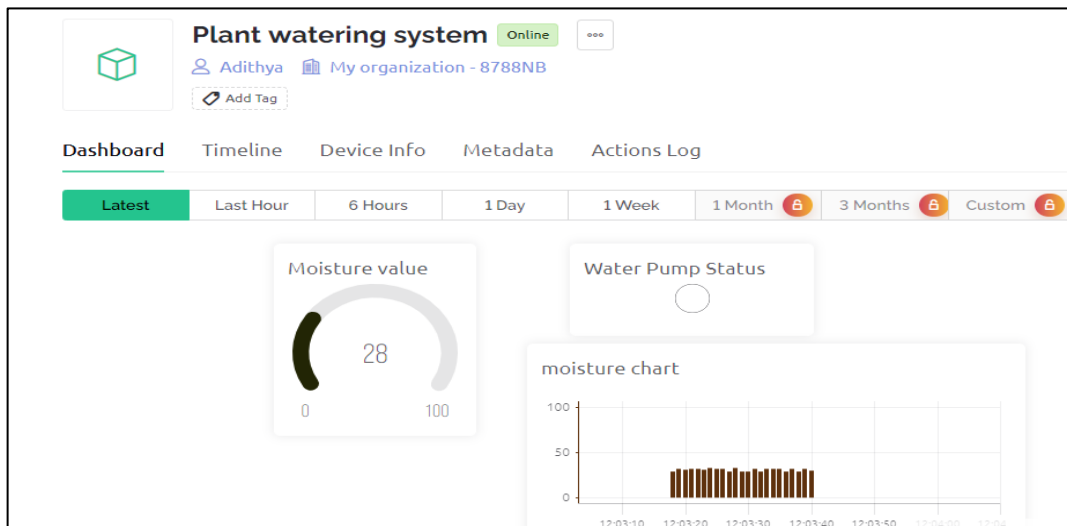 Plant watering system Online
Adithya My organization - 8788NB
Add Tag
Dashboard Timeline Device Info Metadata Actions Log
Latest Last Hour 6 Hours 1 Day 1 Week 1 Month 3 Months Custom
Moisture value
28
0 100
Water Pump Status
moisture chart
100
50
0
12:03:10 12:03:20 12:03:30 12:03:40 12:03:50 12:04:00